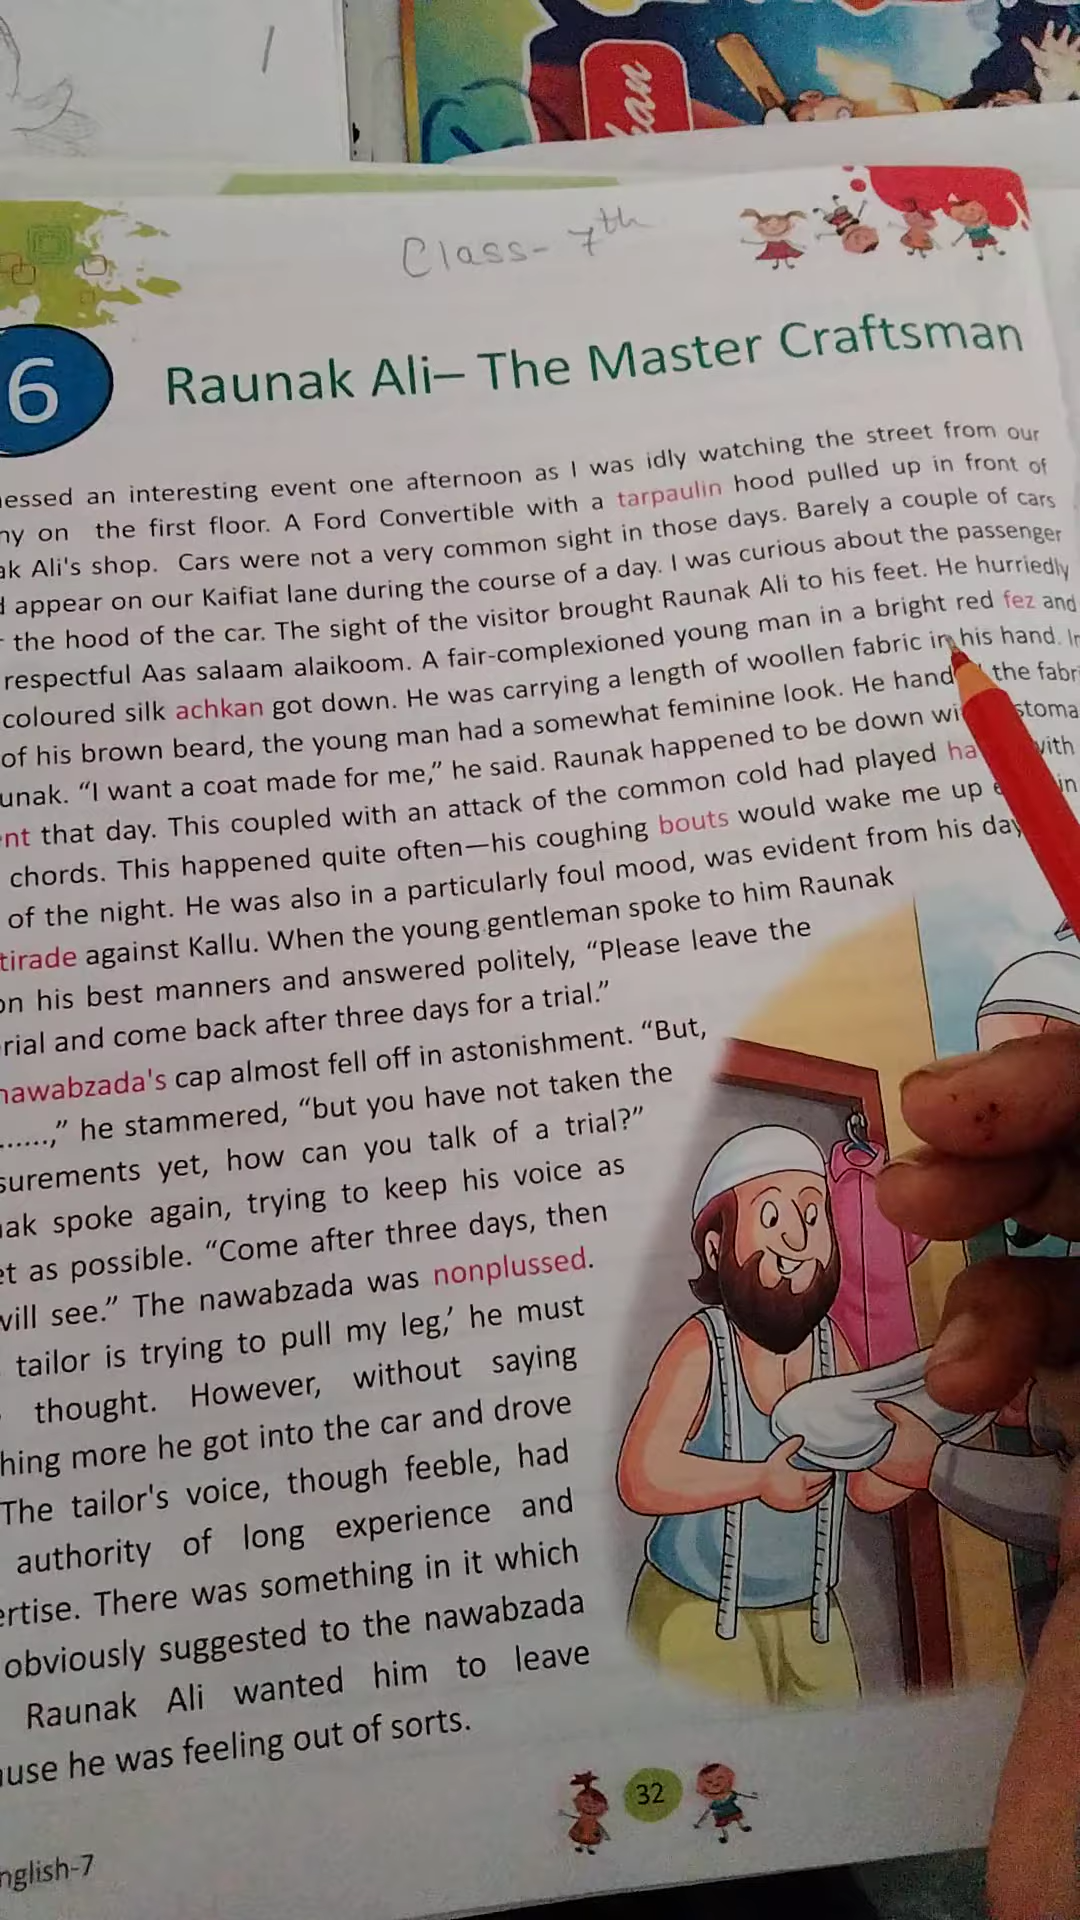 Class- 7th
6
Raunak Ali– The Master Craftsman
an interesting event one afternoon as I was idly watching the street from our
on the first floor. A Ford Convertible with a tarpaulin hood pulled up in front of
Ali's shop. Cars were not a very common sight in those days. Barely a couple of cars
appear on our Kaifiat lane during the course of a day. I was curious about the passenger
the hood of the car. The sight of the visitor brought Raunak Ali to his feet. He hurriedly
respectful Aas salaam alaikoom. A fair-complexioned young man in a bright red fez and
coloured silk achkan got down. He was carrying a length of woollen fabric in his hand.
of his brown beard, the young man had a somewhat feminine look. He the
“I want a coat made for me,” he said. Raunak happened to be down
that day. This coupled with an attack of the common cold had played with
chords. This happened quite often—his coughing bouts would wake me up in
of the night. He was also in a particularly foul mood, was evident from his
tirade against Kallu. When the young gentleman spoke to him Raunak
on his best manners and answered politely, “Please leave the
and come back after three days for a trial.”
nawabzada's cap almost fell off in astonishment. “But,
......,” he stammered, “but you have not taken the
yet, how can you talk of a trial?”
spoke again, trying to keep his voice as
as possible. “Come after three days, then
will see.” The nawabzada was nonplussed.
tailor is trying to pull my leg,’ he must
thought. However, without saying
more he got into the car and drove
The tailor's voice, though feeble, had
authority of long experience and
There was something in it which
obviously suggested to the nawabzada
Raunak Ali wanted him to leave
he was feeling out of sorts.
32
English-7